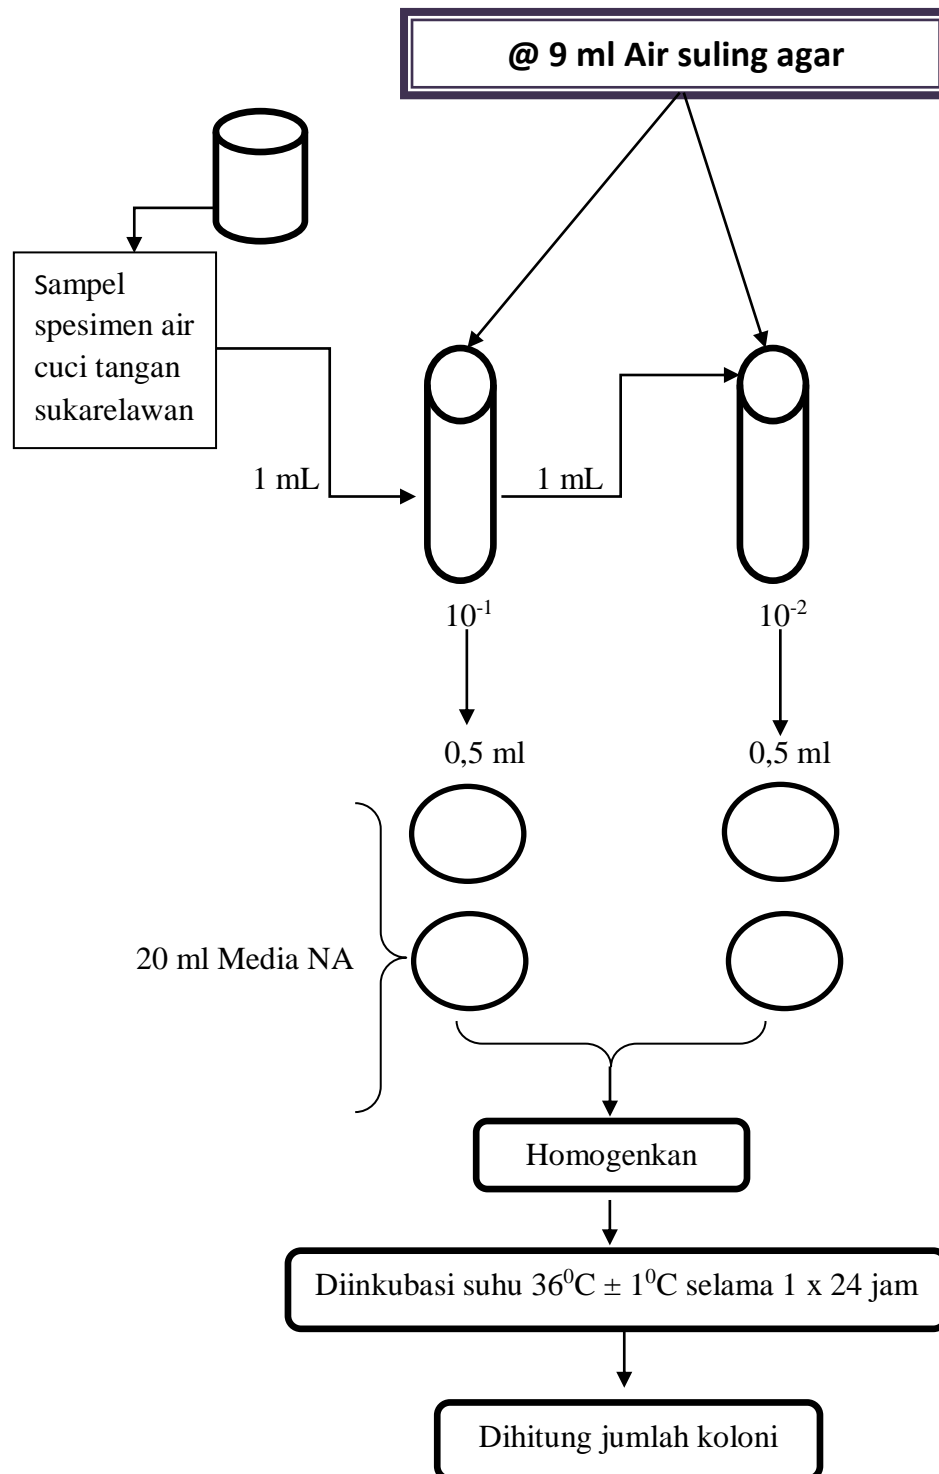 @ 9 ml Air suling agar
Sampel
spesimen air
cuci tangan
sukarelawan
1 mL
1 mL
10⁻¹
10⁻²
0,5 ml
0,5 ml
20 ml Media NA
Homogenkan
Diinkubasi suhu 36⁰C ± 1⁰C selama 1 x 24 jam
Dihitung jumlah koloni